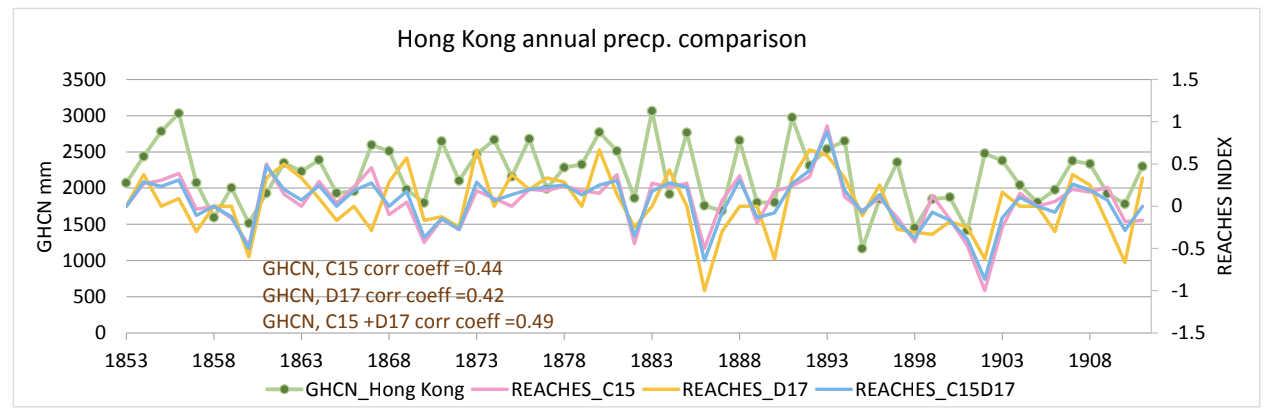 Hong Kong annual precp. comparison
3500
3000
2500
2000
1500
1000
500
0
GHCN mm
1.5
1
0.5
0
-0.5
-1
-1.5
REACHES INDEX
GHCN, C15 corr coeff =0.44
GHCN, D17 corr coeff =0.42
GHCN, C15 +D17 corr coeff =0.49
1853 1858 1863 1868 1873 1878 1883 1888 1893 1898 1903 1908
GHCN_Hong Kong REACHES_C15 REACHES_D17 REACHES_C15D17